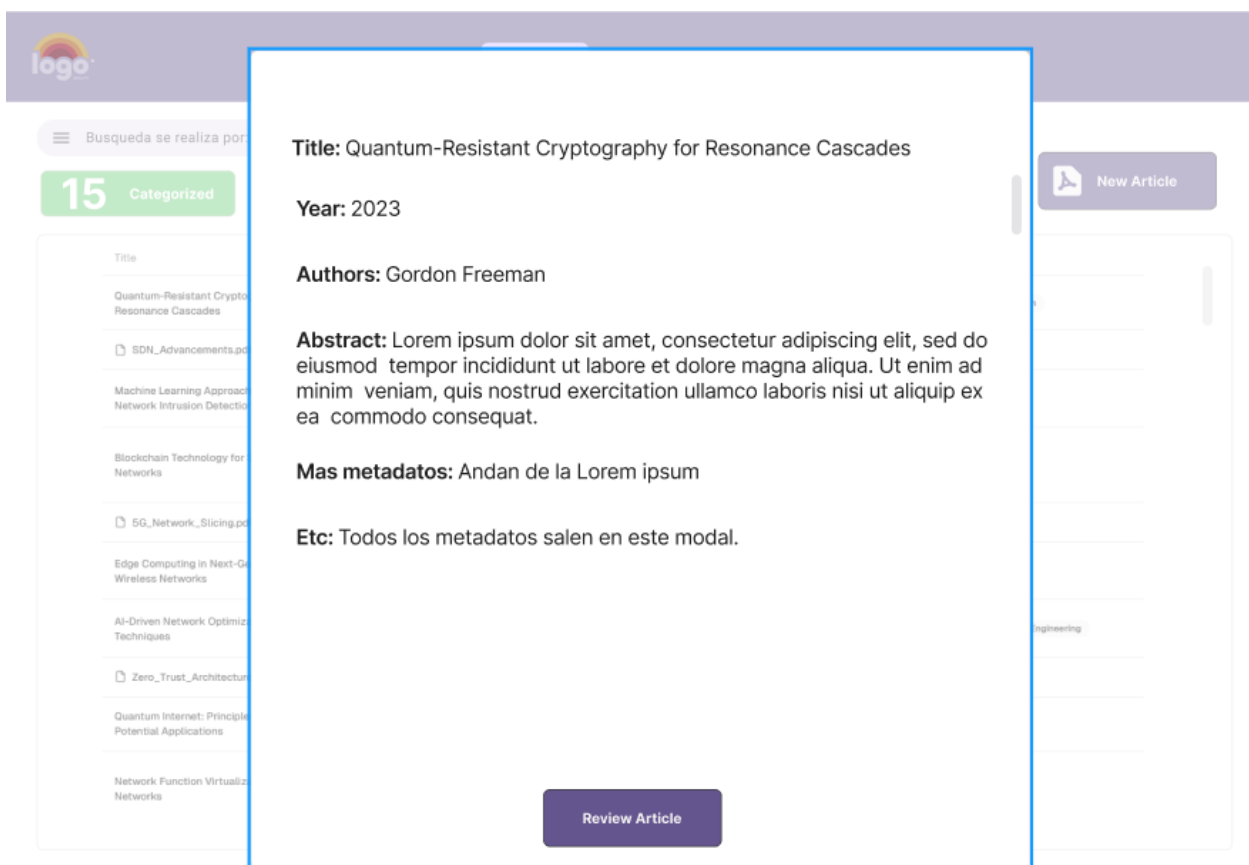 logo
Busqueda se realiza por:
15 Categorized
New Article
Title
Quantum-Resistant Crypto
Resonance Cascades
SDN_Advancements.pd
Machine Learning Approac
Network Intrusion Detectio
Blockchain Technology for
Networks
5G_Network_Slicing.pd
Edge Computing in Next-Ge
Wireless Networks
AI-Driven Network Optimiz
Techniques
Engineering
Zero_Trust_Architectur
Quantum Internet: Principle
Potential Applications
Network Function Virtualiz
Networks
Title: Quantum-Resistant Cryptography for Resonance Cascades
Year: 2023
Authors: Gordon Freeman
Abstract: Lorem ipsum dolor sit amet, consectetur adipiscing elit, sed do
eiusmod tempor incididunt ut labore et dolore magna aliqua. Ut enim ad
minim veniam, quis nostrud exercitation ullamco laboris nisi ut aliquip ex
ea commodo consequat.
Mas metadatos: Andan de la Lorem ipsum
Etc: Todos los metadatos salen en este modal.
Review Article